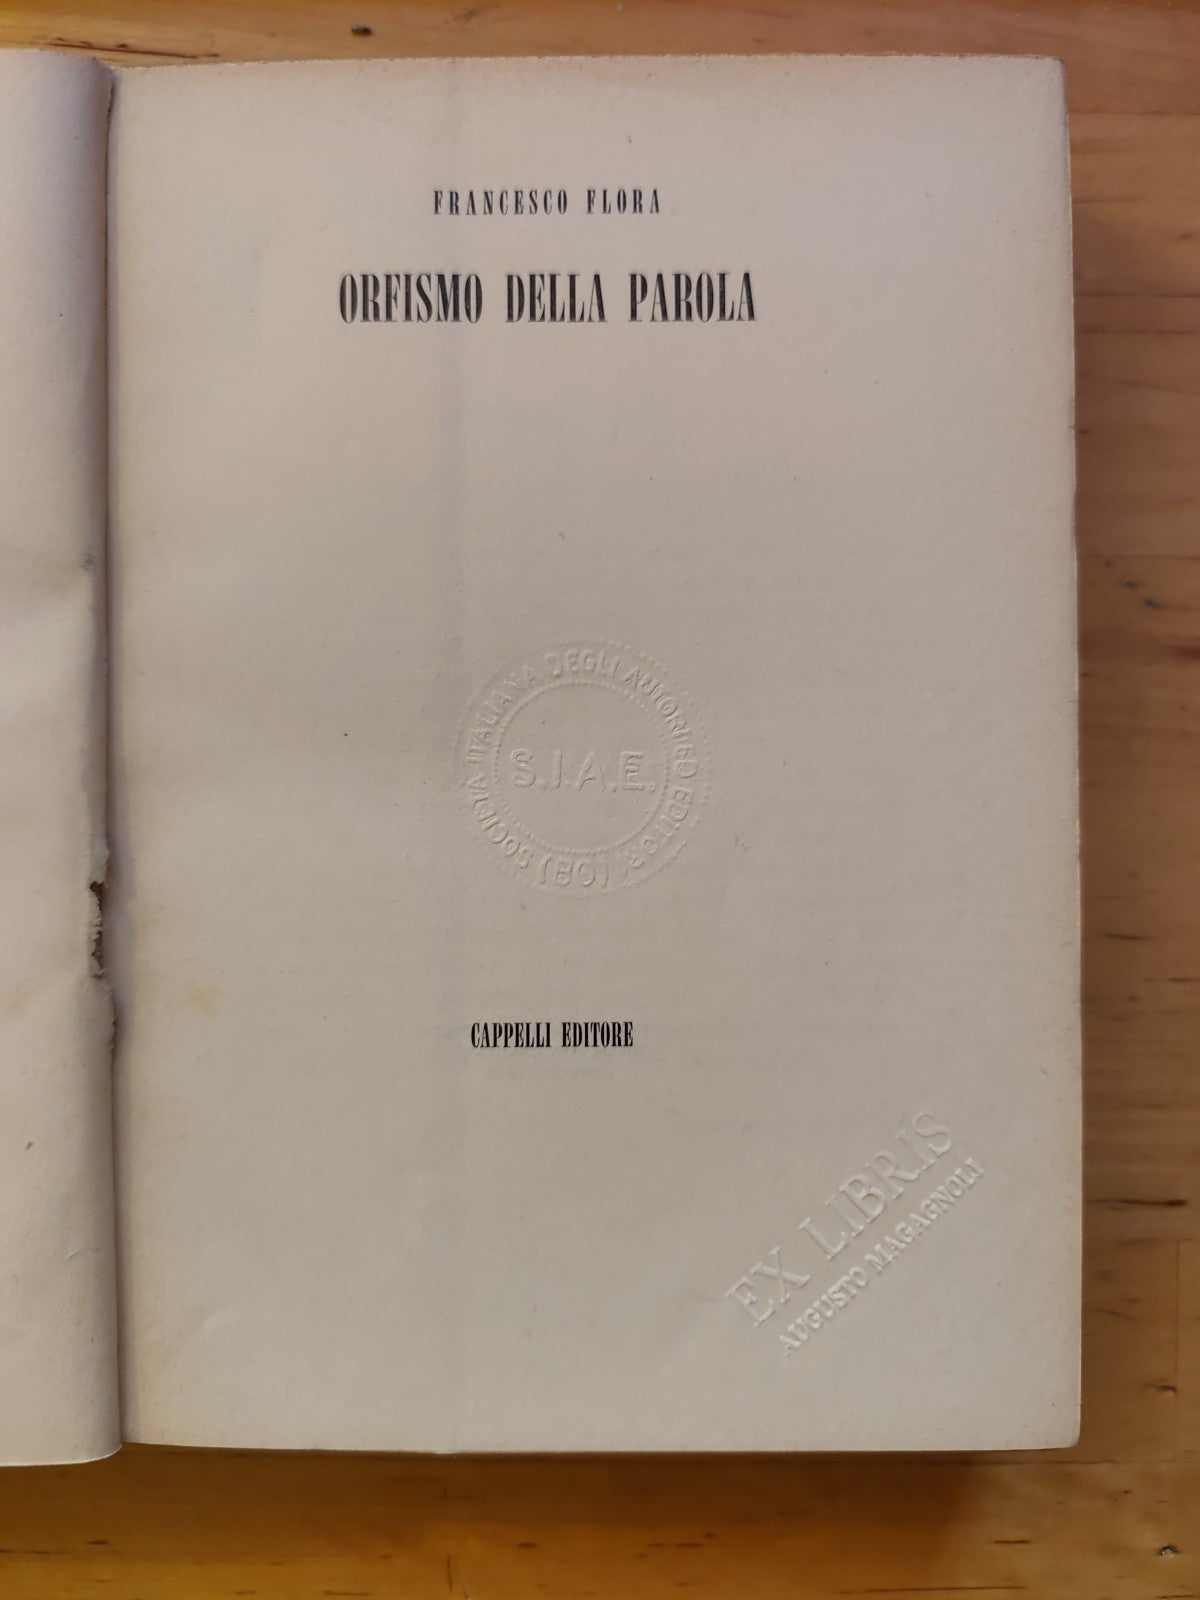 FRANCESCO FLORA
ORFISMO DELLA PAROLA
SOCIETÀ ITALIANA DEGLI AUTORI ED EDITORI
S.I.A.E.
(80)
CAPPELLI EDITORE
EX LIBRIS
AUGUSTO MAGAGNOLI